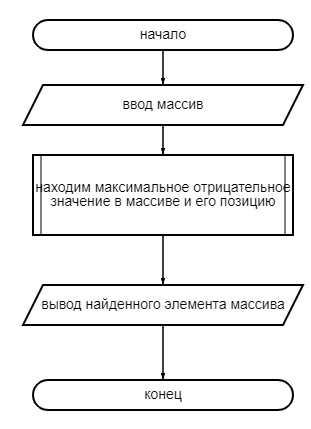 начало
ввод массив
находим максимальное отрицательное
значение в массиве и его позицию
вывод найденного элемента массива
конец